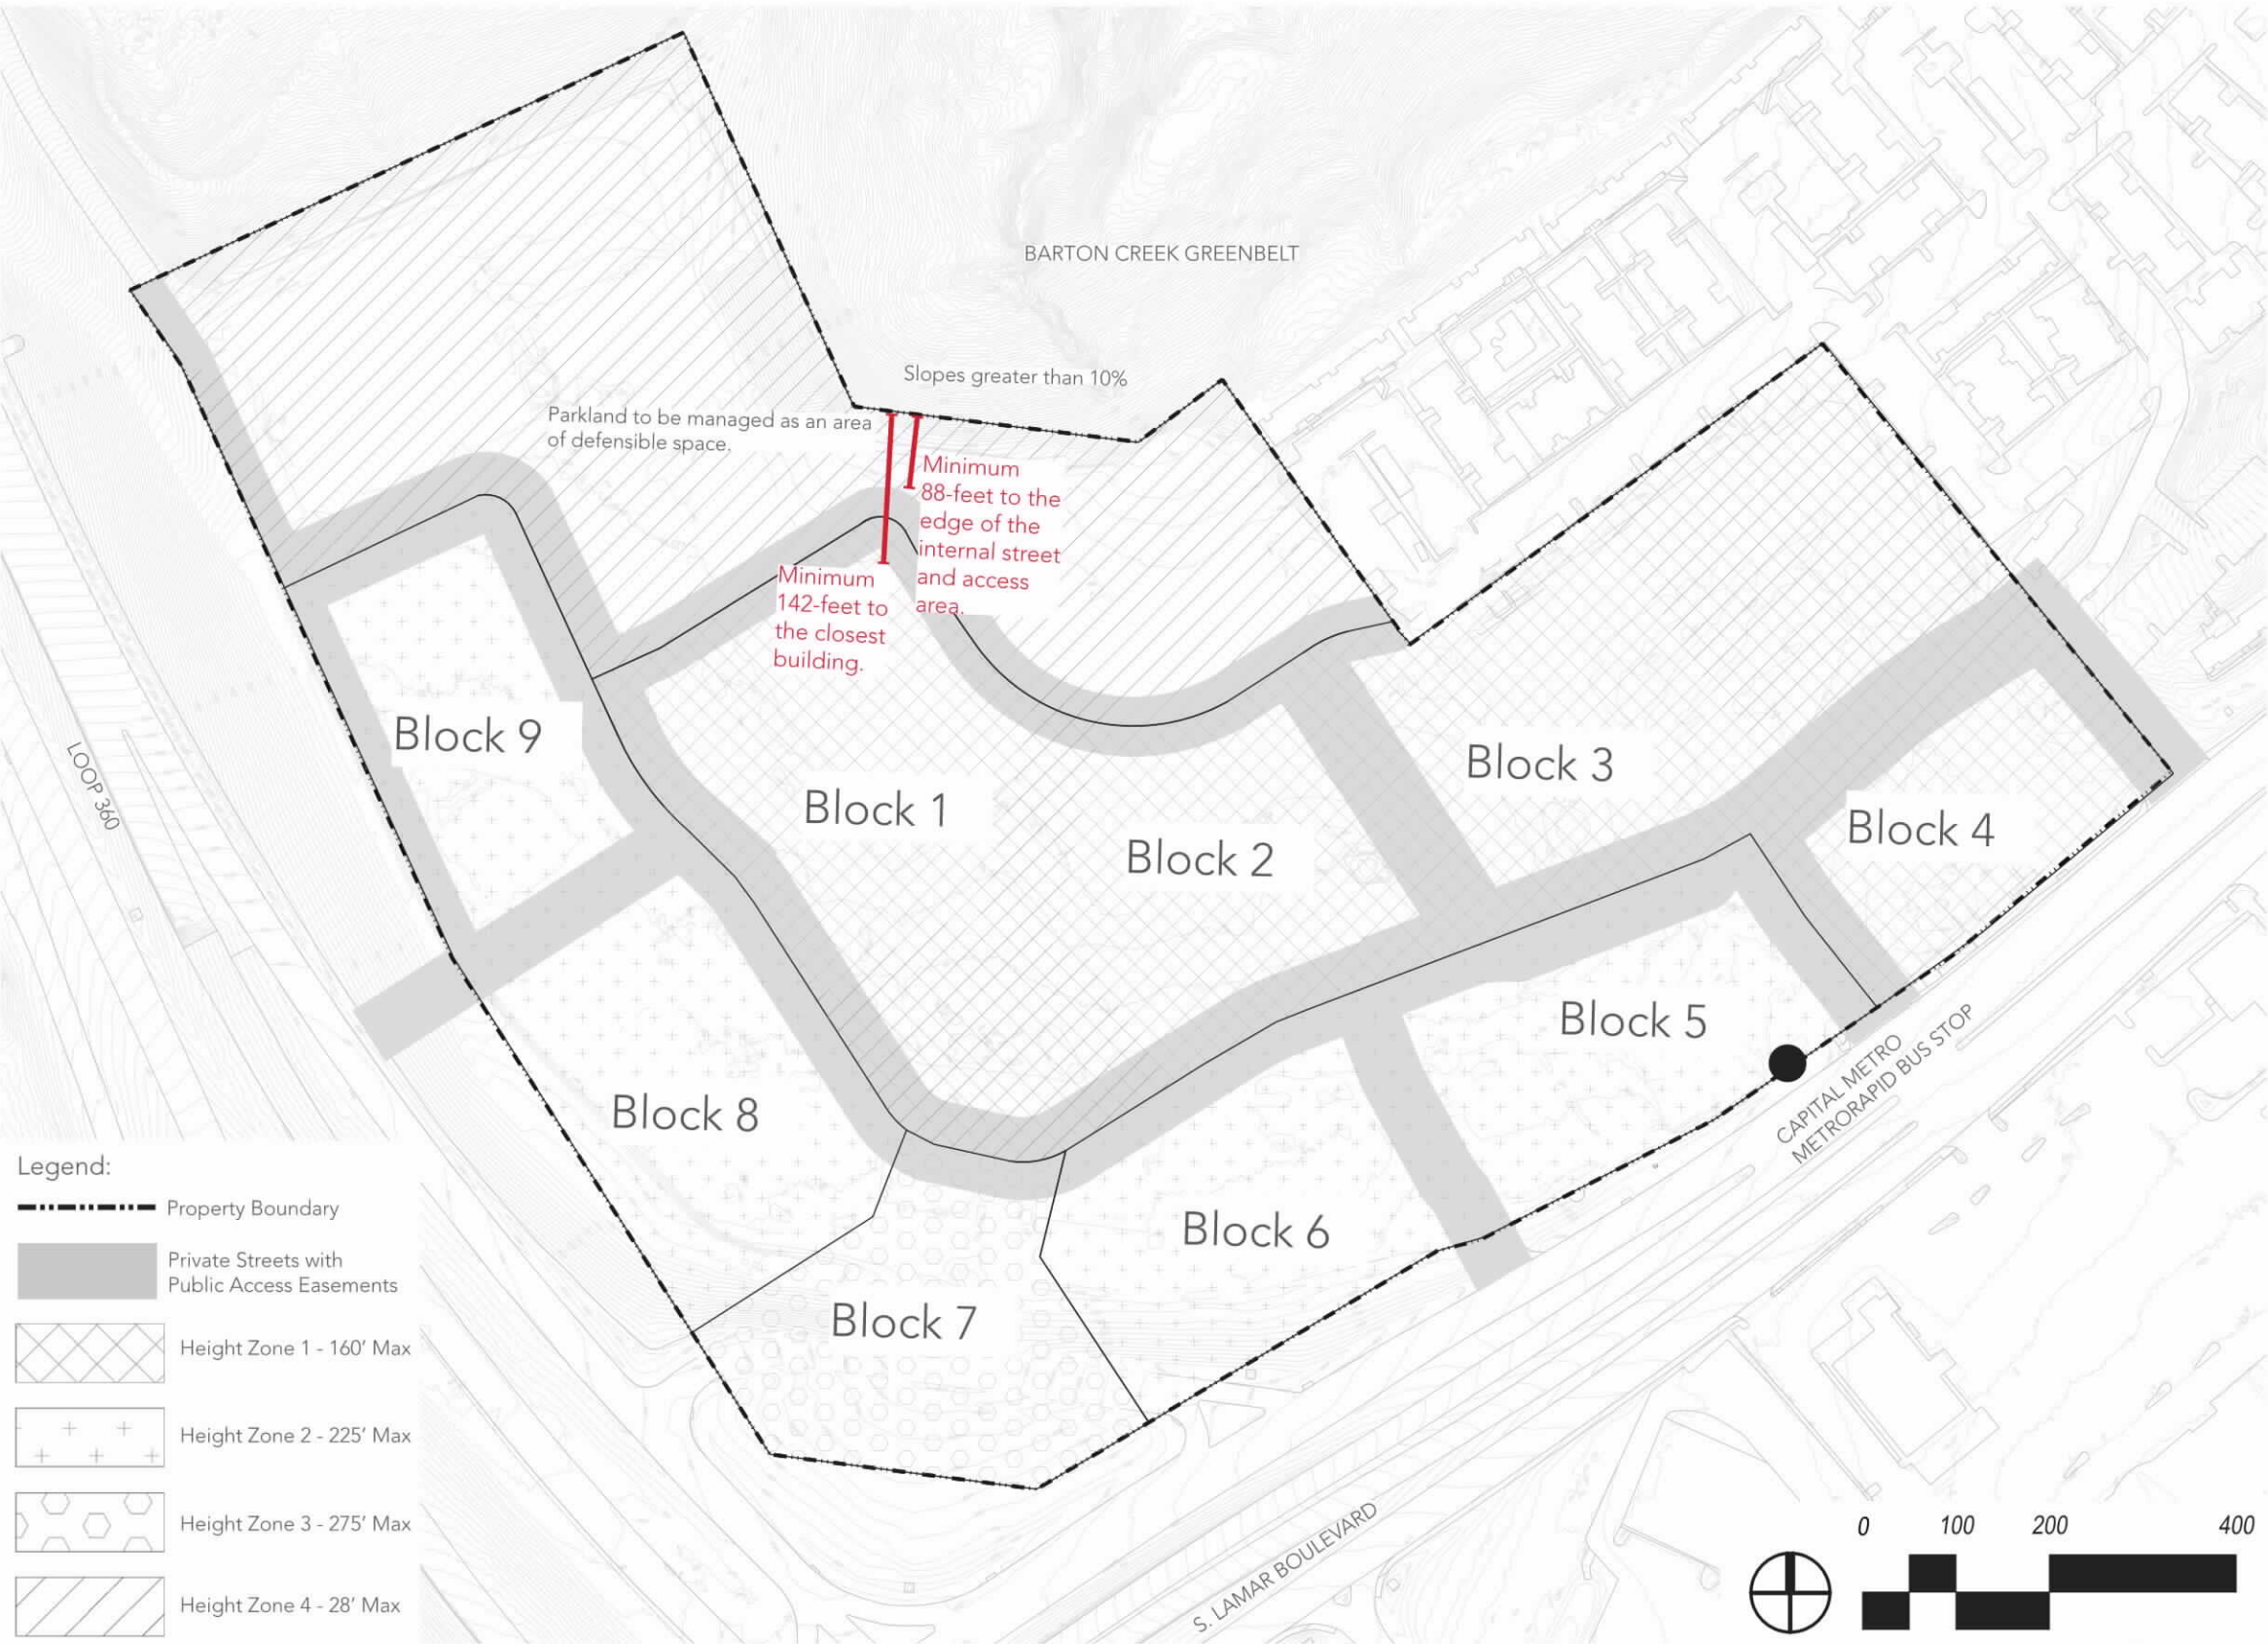 BARTON CREEK GREENBELT
Slopes greater than 10%
Parkland to be managed as an area
of defensible space.
Minimum
88-feet to the
edge of the
internal street
and access
area.
Minimum
142-feet to
the closest
building.
LOOP 360
Block 9
Block 1
Block 2
Block 3
Block 4
Block 5
Block 8
Block 6
Block 7
CAPITAL METRO
METRORAPID BUS STOP
S. LAMAR BOULEVARD
Legend:
Property Boundary
Private Streets with
Public Access Easements
Height Zone 1 - 160’ Max
Height Zone 2 - 225’ Max
Height Zone 3 - 275’ Max
Height Zone 4 - 28’ Max
0 100 200 400